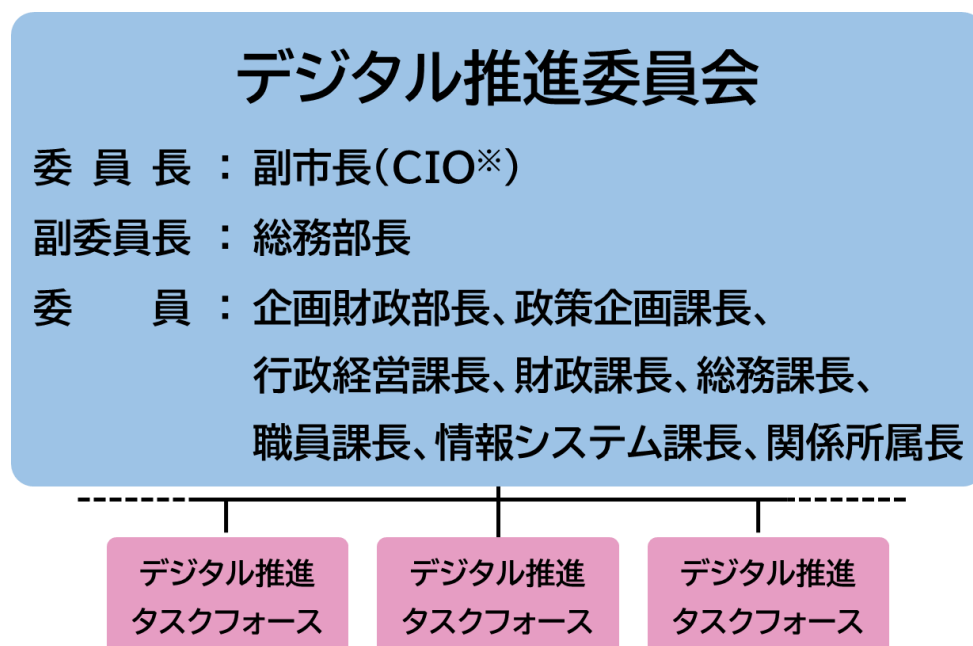 デジタル推進委員会
委員長：副市長(CIO※)
副委員長：総務部長
委員：企画財政部長、政策企画課長、
行政経営課長、財政課長、総務課長、
職員課長、情報システム課長、関係所属長
デジタル推進
タスクフォース
デジタル推進
タスクフォース
デジタル推進
タスクフォース